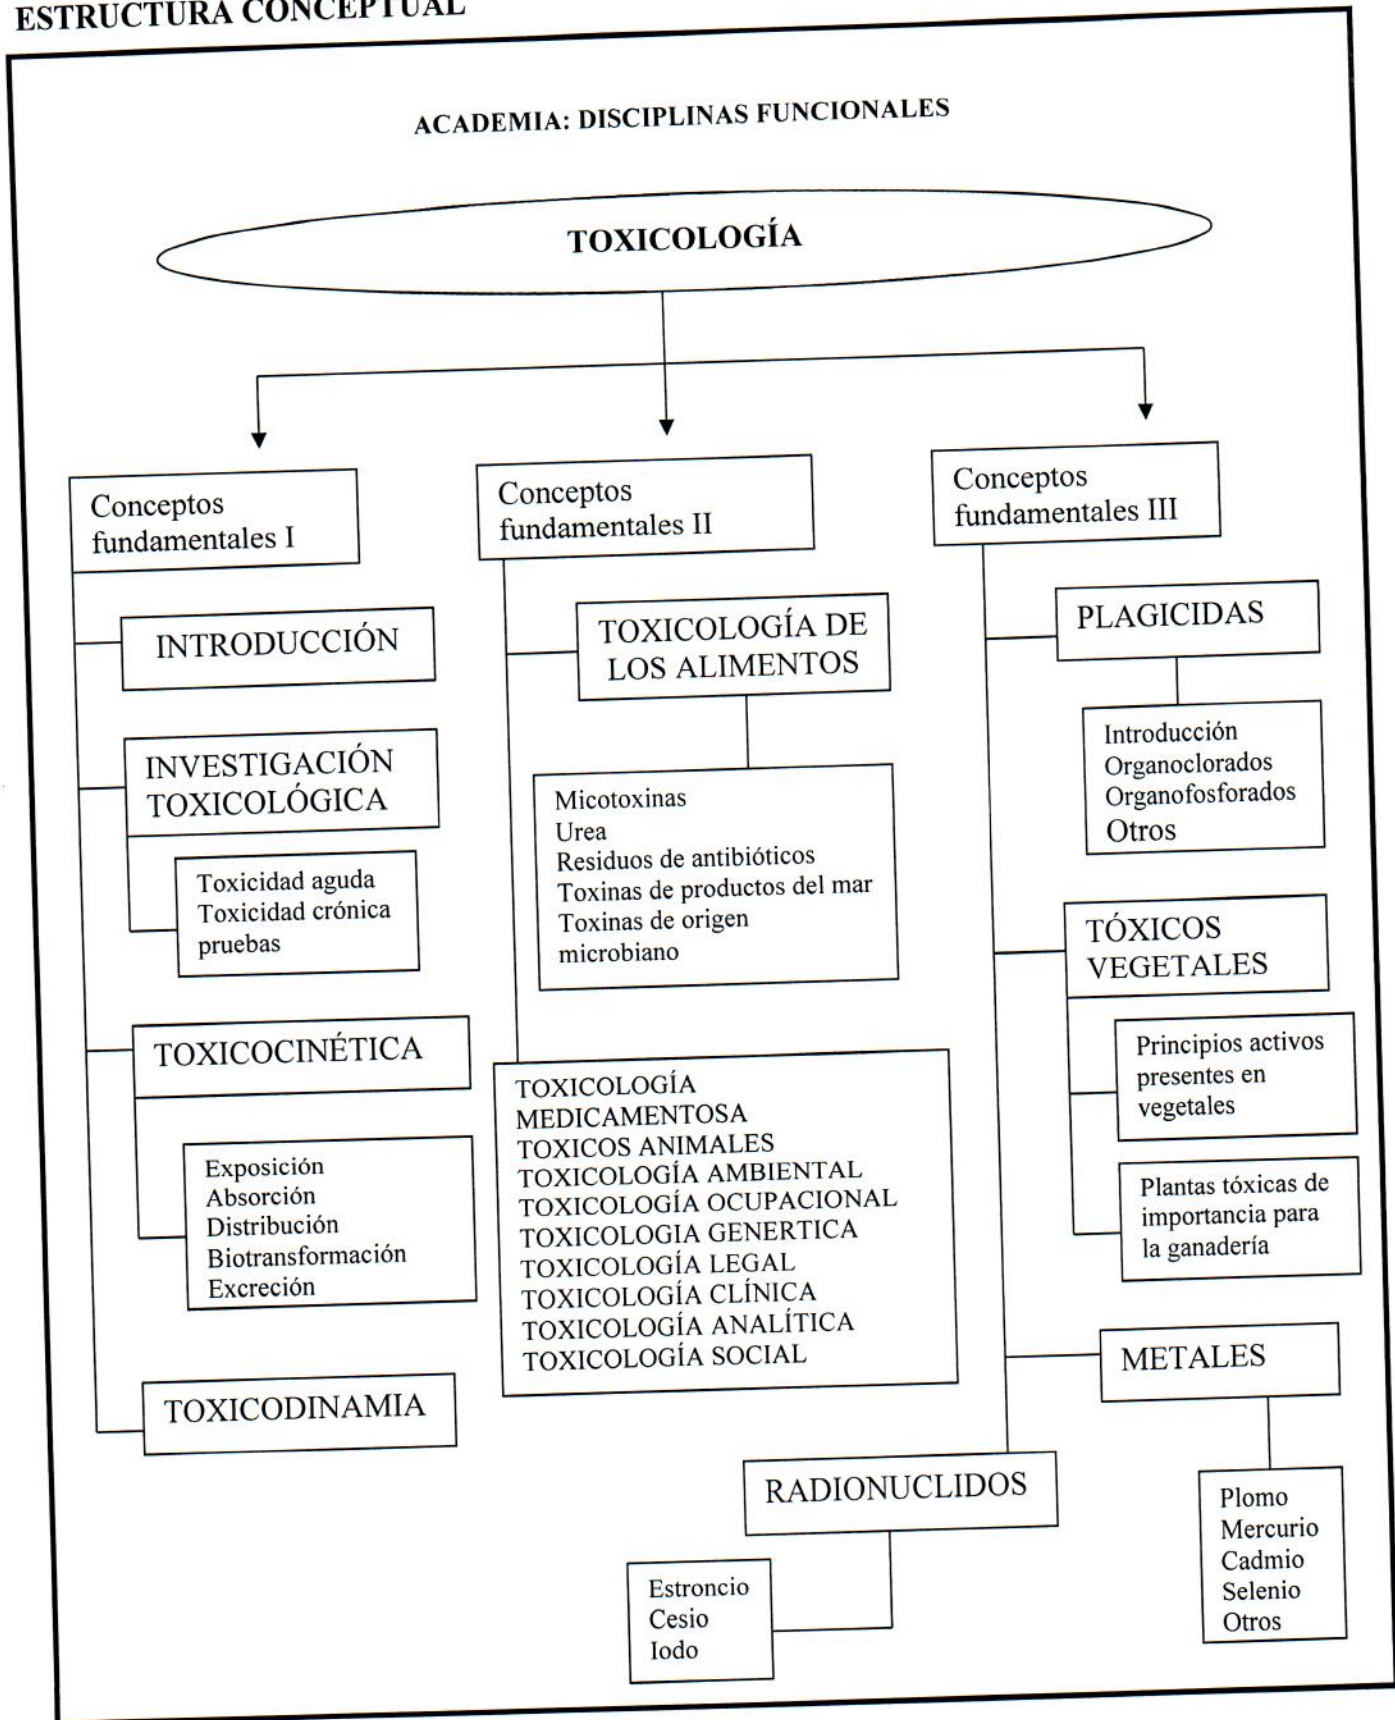 ESTRUCTURA CONCEPTUAL
ACADEMIA: DISCIPLINAS FUNCIONALES
TOXICOLOGÍA
Conceptos
fundamentales I
INTRODUCCIÓN
INVESTIGACIÓN
TOXICOLÓGICA
Toxicidad aguda
Toxicidad crónica
pruebas
TOXICOCINÉTICA
Exposición
Absorción
Distribución
Biotransformación
Excreción
TOXICODINAMIA
Conceptos
fundamentales II
TOXICOLOGÍA DE
LOS ALIMENTOS
Micotoxinas
Urea
Residuos de antibióticos
Toxinas de productos del mar
Toxinas de origen
microbiano
TOXICOLOGÍA
MEDICAMENTOSA
TOXICOS ANIMALES
TOXICOLOGÍA AMBIENTAL
TOXICOLOGÍA OCUPACIONAL
TOXICOLOGIA GENERTICA
TOXICOLOGÍA LEGAL
TOXICOLOGÍA CLÍNICA
TOXICOLOGÍA ANALÍTICA
TOXICOLOGÍA SOCIAL
Conceptos
fundamentales III
PLAGICIDAS
Introducción
Organoclorados
Organofosforados
Otros
TÓXICOS
VEGETALES
Principios activos
presentes en
vegetales
Plantas tóxicas de
importancia para
la ganadería
METALES
Plomo
Mercurio
Cadmio
Selenio
Otros
RADIONUCLIDOS
Estroncio
Cesio
Iodo